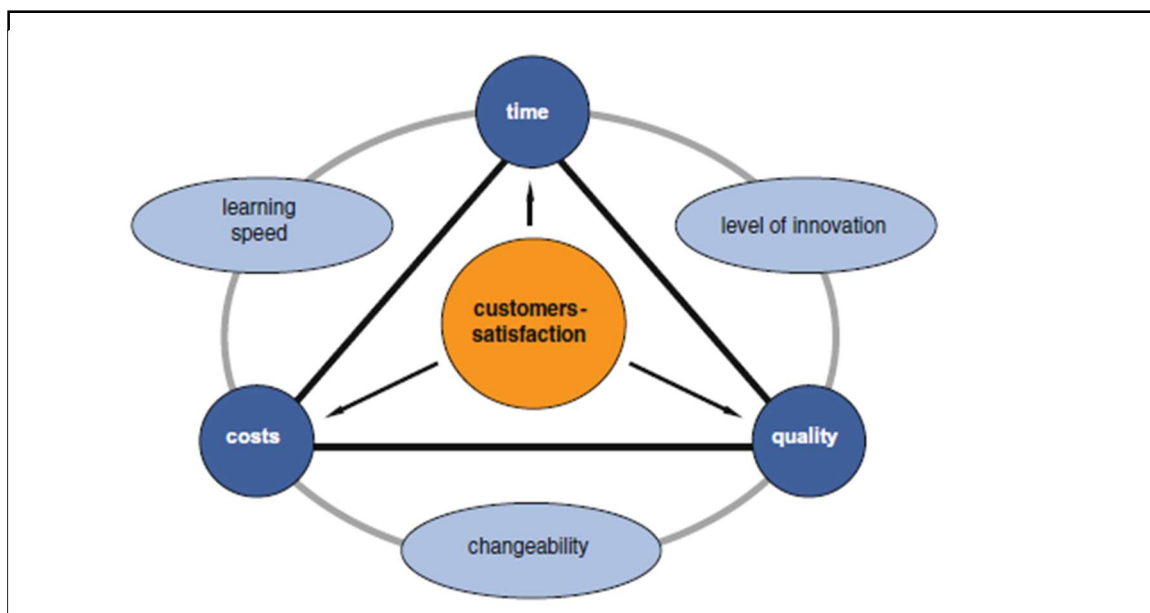 time
learning
speed
level of innovation
customers-
satisfaction
costs
quality
changeability